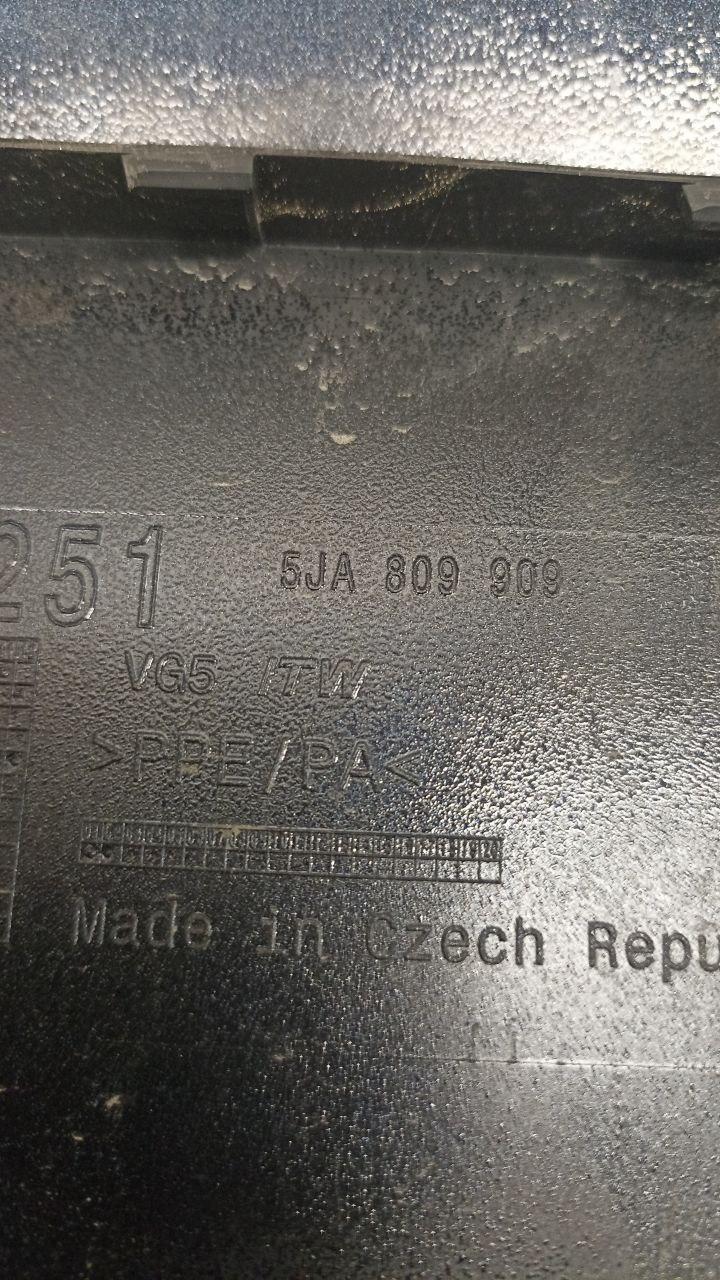 251
5JA 809 909
VG5 ITW
>PPE/PA<
Made in Czech Repu